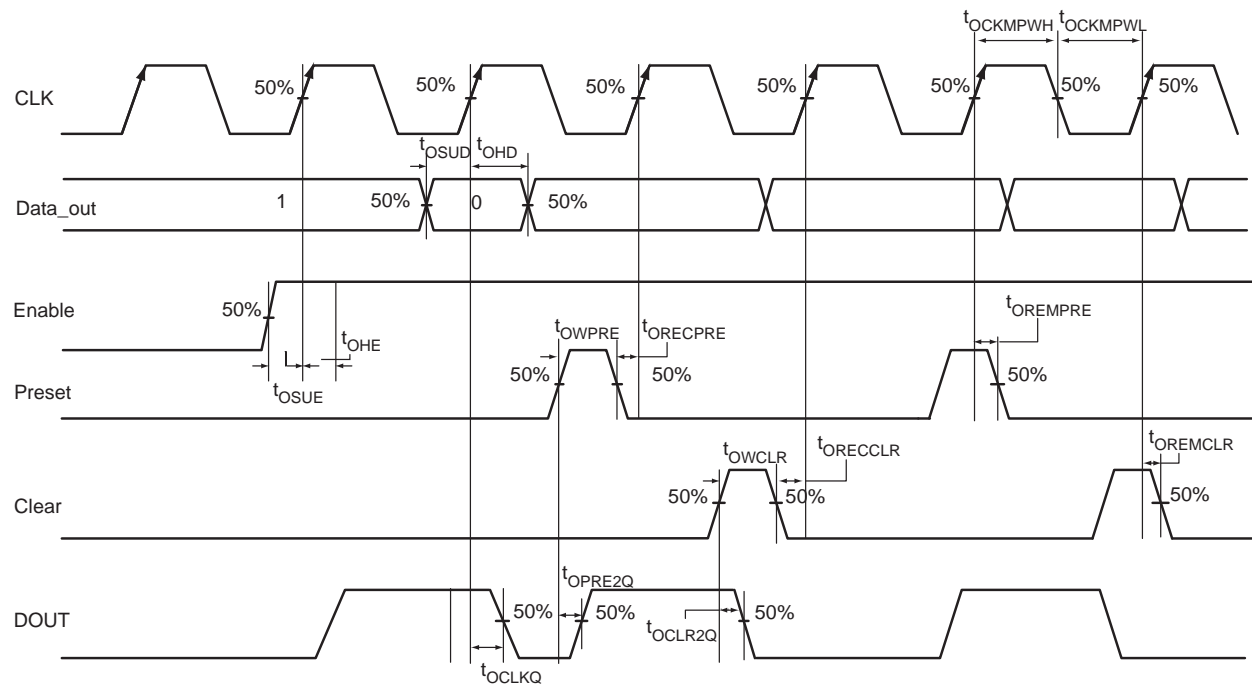 tOCKMPWH tOCKMPWL
CLK
50% 50% 50% 50% 50% 50% 50%
tOSUD tOHD
Data_out
1 50% 0 50%
Enable
50%
tOHE
tOSUE
tOWPRE tORECPRE
tOREMPRE
Preset
50% 50% 50%
tOWCLR tORECCLR
tOREMCLR
Clear
50% 50% 50%
tOPRE2Q
DOUT
50% 50% 50%
tOCLR2Q
tOCLKQ